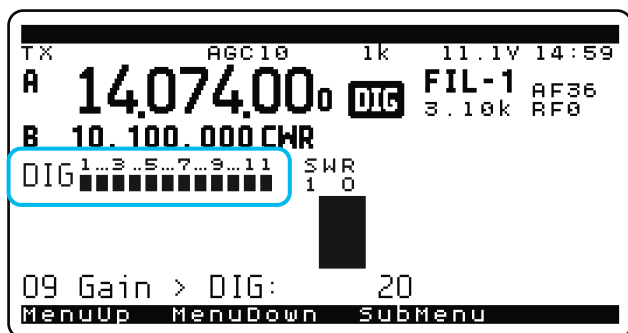 TX AGC10 1k 11.1V 14:59
A 14.074.000 DIG FIL-1 AF36
3.10k RF0
B 10.100.000 CWR
1...3..5...7...9...11 SWR
DIG 1 0
09 Gain > DIG: 20
MenuUp MenuDown SubMenu